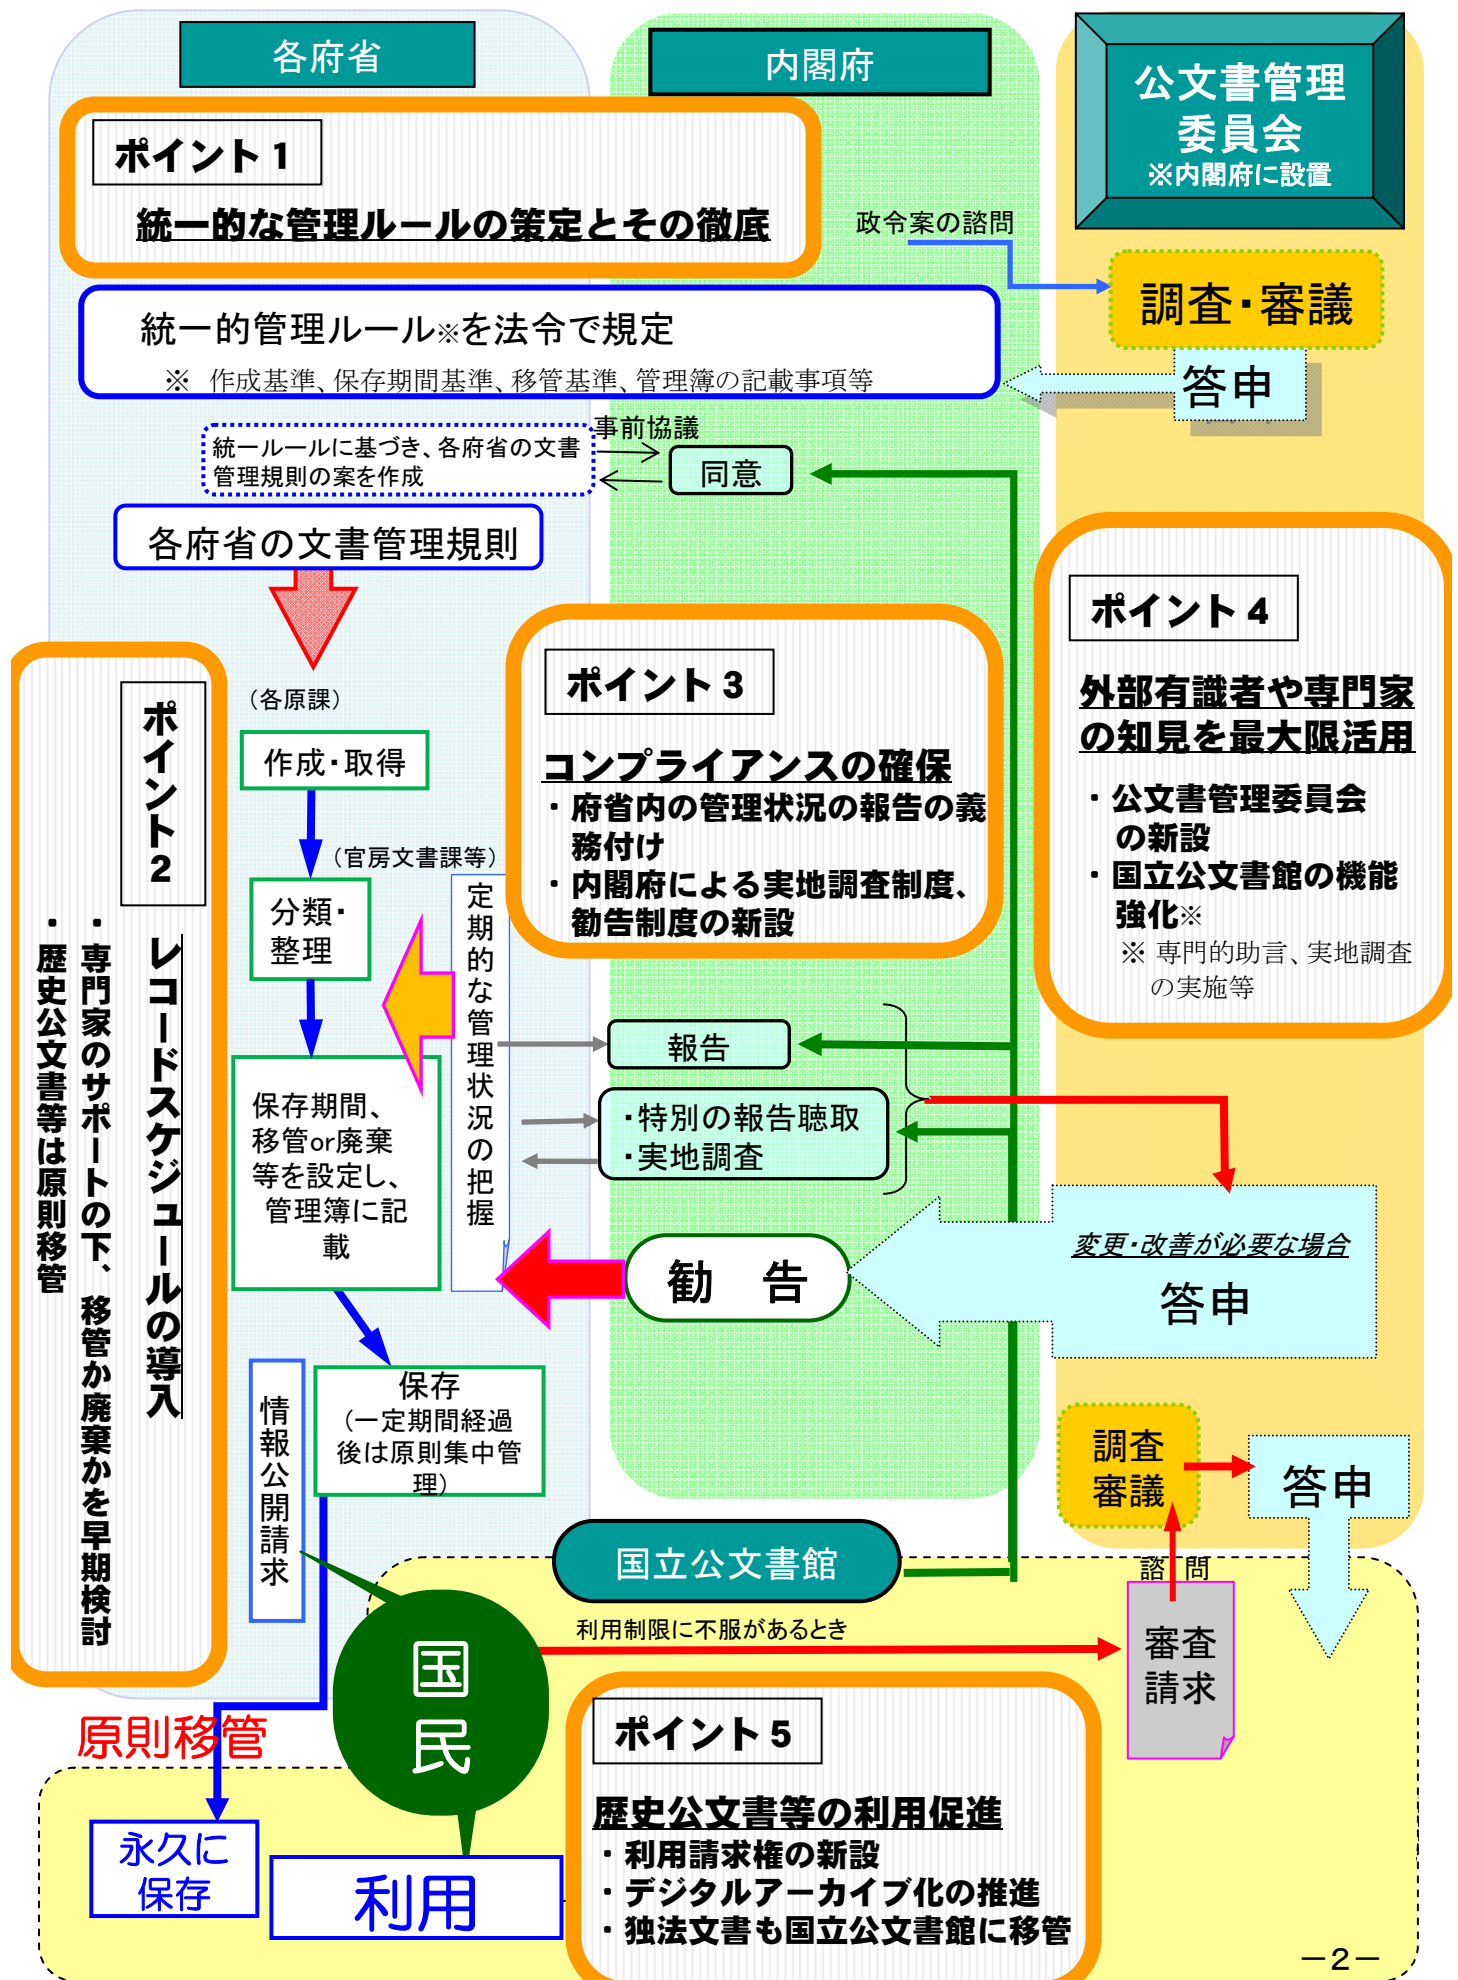 各府省
内閣府
公文書管理
委員会
※内閣府に設置
ポイント1
統一的な管理ルールの策定とその徹底
政令案の諮問
調査・審議
統一的管理ルール※を法令で規定
※ 作成基準、保存期間基準、移管基準、管理簿の記載事項等
答申
事前協議
統一ルールに基づき、各府省の文書
管理規則の案を作成
同意
各府省の文書管理規則
ポイント2
レコードスケジュールの導入
・専門家のサポートの下、移管か廃棄かを早期検討
・歴史公文書等は原則移管
(各原課)
作成・取得
(官房文書課等)
分類・
整理
保存期間、
移管or廃棄
等を設定し、
管理簿に記
載
定期的な管理状況の把握
ポイント3
コンプライアンスの確保
・府省内の管理状況の報告の義
務付け
・内閣府による実地調査制度、
勧告制度の新設
ポイント4
外部有識者や専門家
の知見を最大限活用
・公文書管理委員会
の新設
・国立公文書館の機能
強化※
※ 専門的助言、実地調査
の実施等
報告
・特別の報告聴取
・実地調査
勧 告
変更・改善が必要な場合
答申
保存
(一定期間経過
後は原則集中管
理)
情報公開請求
調査
審議
答申
国立公文書館
諮 問
利用制限に不服があるとき
審査
請求
国
民
原則移管
永久に
保存
利用
ポイント5
歴史公文書等の利用促進
・利用請求権の新設
・デジタルアーカイブ化の推進
・独法文書も国立公文書館に移管
－2－